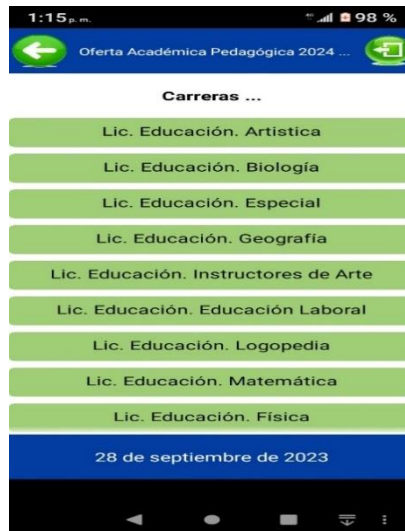 1:15 p. m.
98 %
Oferta Académica Pedagógica 2024 ...
Carreras ...
Lic. Educación. Artistica
Lic. Educación. Biología
Lic. Educación. Especial
Lic. Educación. Geografía
Lic. Educación. Instructores de Arte
Lic. Educación. Educación Laboral
Lic. Educación. Logopedia
Lic. Educación. Matemática
Lic. Educación. Física
28 de septiembre de 2023